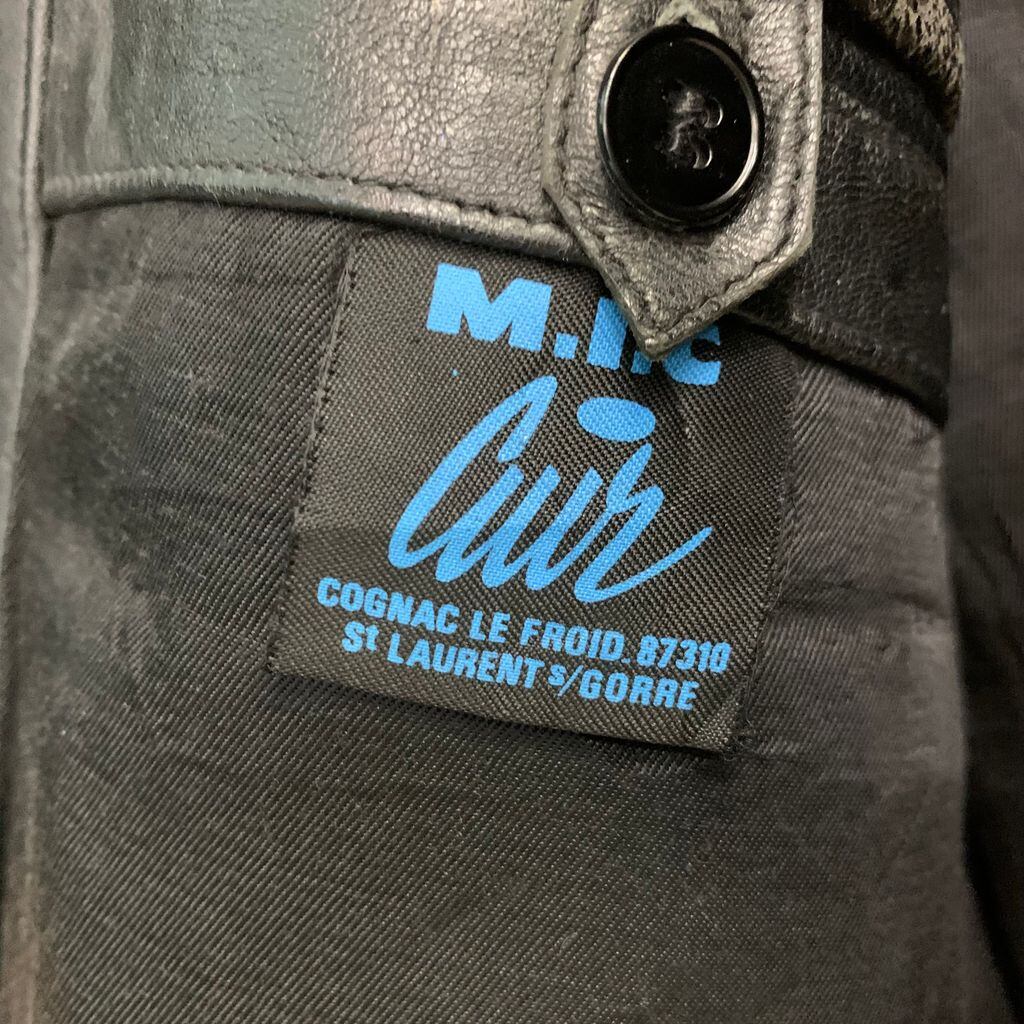 Cuir
COGNAC LE FROID. 87310
St LAURENT s/GORRE